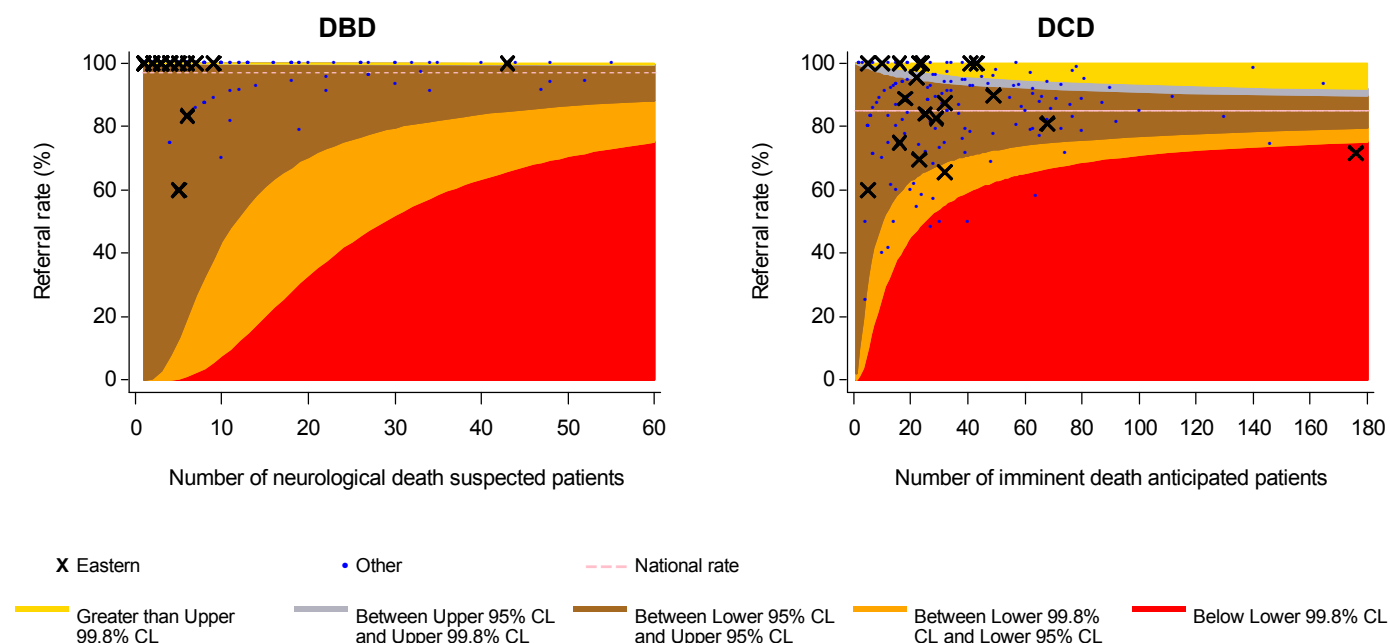 DBD
DCD
100
80
60
40
20
0
Referral rate (%)
0 10 20 30 40 50 60
Number of neurological death suspected patients
100
80
60
40
20
0
Referral rate (%)
0 20 40 60 80 100 120 140 160 180
Number of imminent death anticipated patients
X Eastern
Other
National rate
Greater than Upper
99.8% CL
Between Upper 95% CL
and Upper 99.8% CL
Between Lower 95% CL
and Upper 95% CL
Between Lower 99.8%
CL and Lower 95% CL
Below Lower 99.8% CL